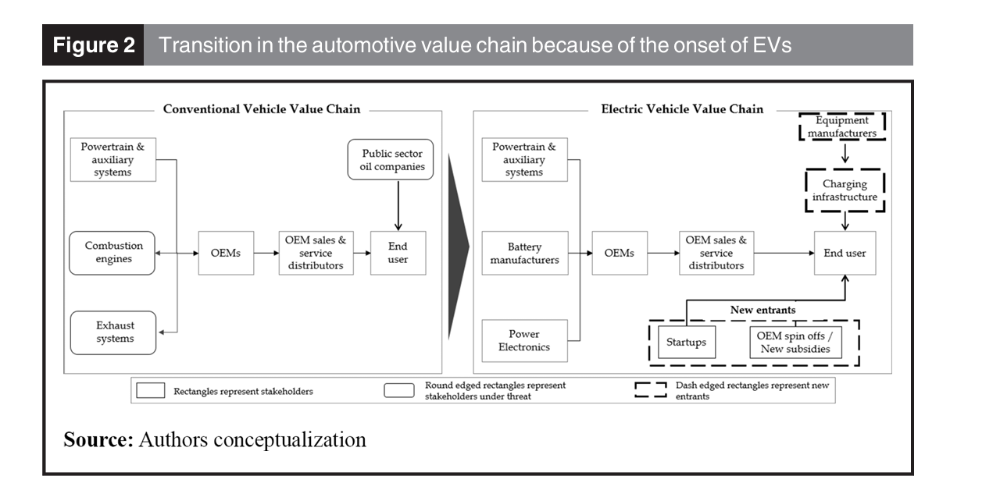 Figure 2
Transition in the automotive value chain because of the onset of EVs
Conventional Vehicle Value Chain
Powertrain &
auxiliary
systems
Public sector
oil companies
Combustion
engines
OEMs
OEM sales &
service
distributors
End
user
Exhaust
systems
Electric Vehicle Value Chain
Equipment
manufacturers
Powertrain &
auxiliary
systems
Charging
infrastructure
Battery
manufacturers
OEMs
OEM sales &
service
distributors
End user
New entrants
Power
Electronics
Startups
OEM spin offs /
New subsidies
Rectangles represent stakeholders
Round edged rectangles represent
stakeholders under threat
Dash edged rectangles represent new
entrants
Source: Authors conceptualization